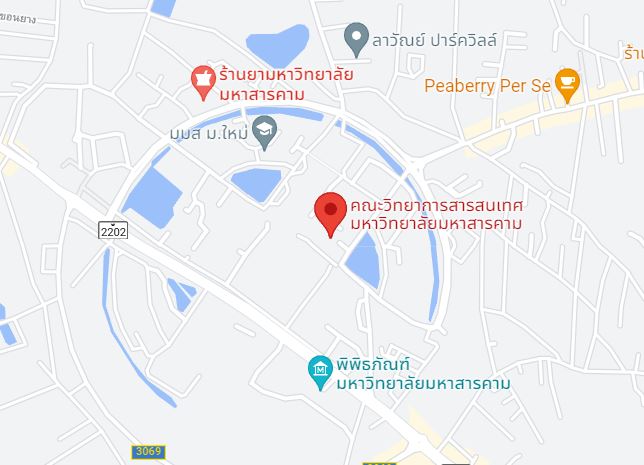 ขอนยาง
ลาวัณย์ ปาร์ควิลล์
ร้านยามหาวิทยาลัย
มหาสารคาม
Peaberry Per Se
มมส ม.ใหม่
คณะวิทยาการสารสนเทศ
มหาวิทยาลัยมหาสารคาม
2202
พิพิธภัณฑ์
มหาวิทยาลัยมหาสารคาม
3069